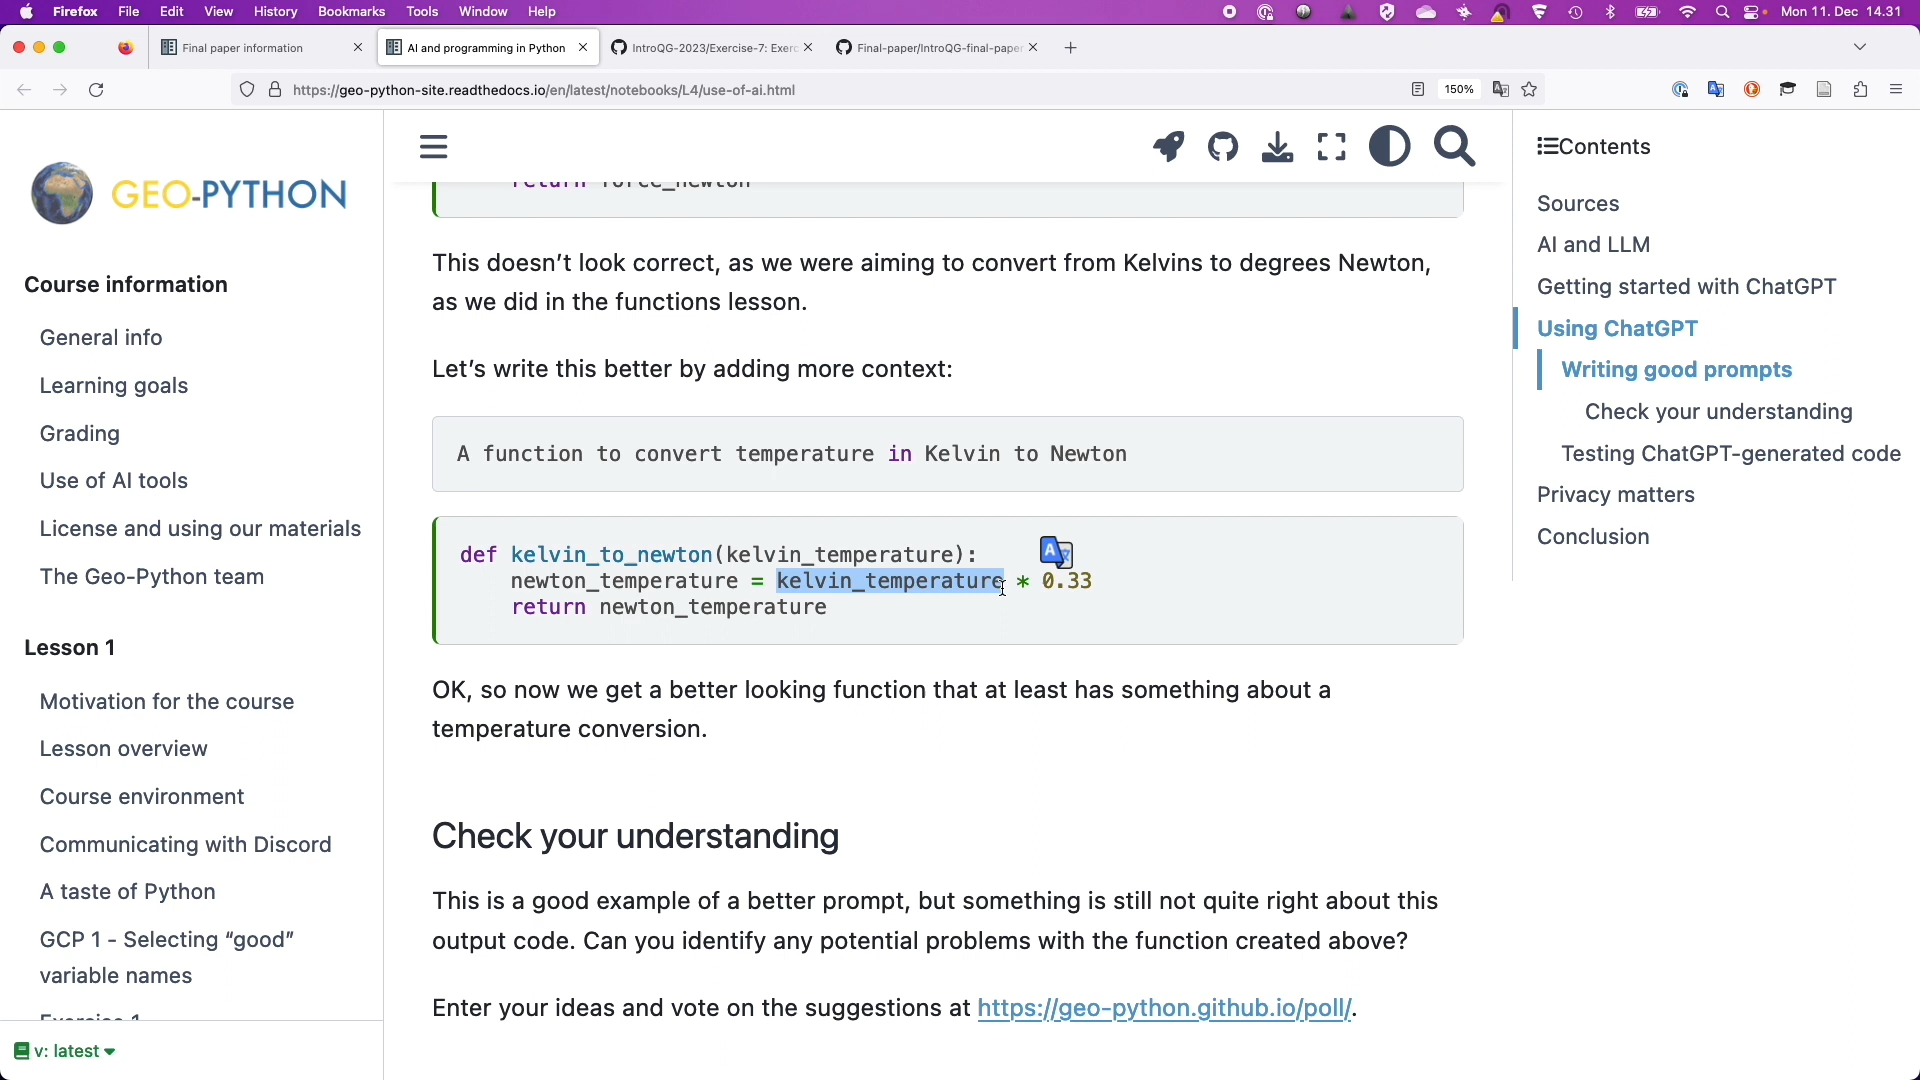 Firefox File Edit View History Bookmarks Tools Window Help Mon 11. Dec 14.31
Final paper information AI and programming in Python IntroQG-2023/Exercise-7: Exerc Final-paper/IntroQG-final-paper
https://geo-python-site.readthedocs.io/en/latest/notebooks/L4/use-of-ai.html 150%
GEO-PYTHON
Course information
General info
Learning goals
Grading
Use of AI tools
License and using our materials
The Geo-Python team
Lesson 1
Motivation for the course
Lesson overview
Course environment
Communicating with Discord
A taste of Python
GCP 1 - Selecting “good”
variable names
Exercise 1
v: latest
return force_newton
This doesn’t look correct, as we were aiming to convert from Kelvins to degrees Newton,
as we did in the functions lesson.
Let’s write this better by adding more context:
A function to convert temperature in Kelvin to Newton
def kelvin_to_newton(kelvin_temperature):
newton_temperature = kelvin_temperature * 0.33
return newton_temperature
OK, so now we get a better looking function that at least has something about a
temperature conversion.
Check your understanding
This is a good example of a better prompt, but something is still not quite right about this
output code. Can you identify any potential problems with the function created above?
Enter your ideas and vote on the suggestions at https://geo-python.github.io/poll/.
Contents
Sources
AI and LLM
Getting started with ChatGPT
Using ChatGPT
Writing good prompts
Check your understanding
Testing ChatGPT-generated code
Privacy matters
Conclusion